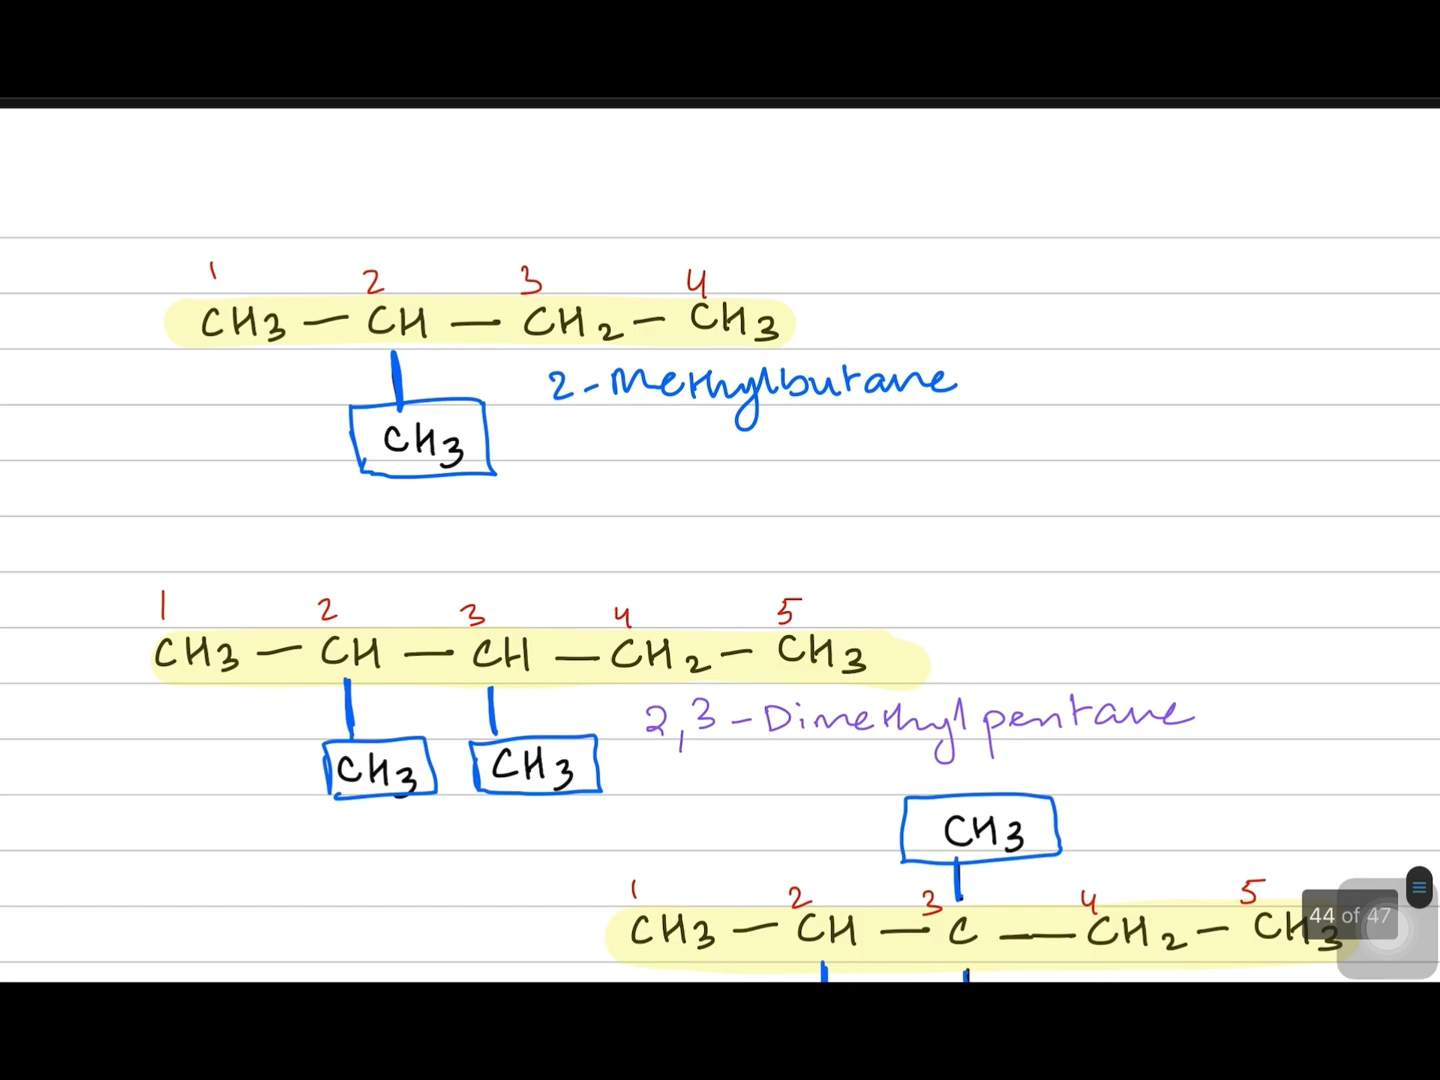 1 2 3 4
CH3 — CH — CH2 — CH3
2-Methylbutane
CH3
1 2 3 4 5
CH3 — CH — CH — CH2 — CH3
2,3-Dimethylpentane
CH3 CH3
CH3
1 2 3 4 5
CH3 — CH — C — CH2 — CH3
44 of 47